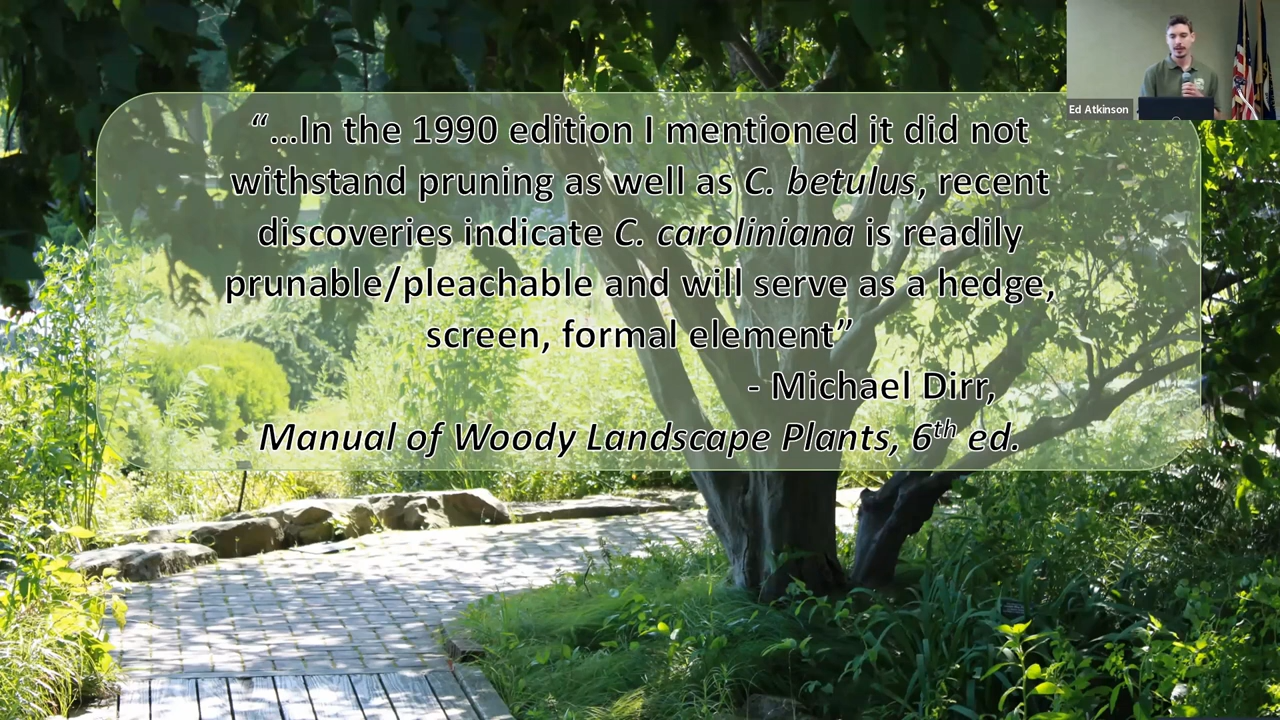 “...In the 1990 edition I mentioned it did not
withstand pruning as well as C. betulus, recent
discoveries indicate C. caroliniana is readily
prunable/pleachable and will serve as a hedge,
screen, formal element”
- Michael Dirr,
Manual of Woody Landscape Plants, 6th ed.
Ed Atkinson